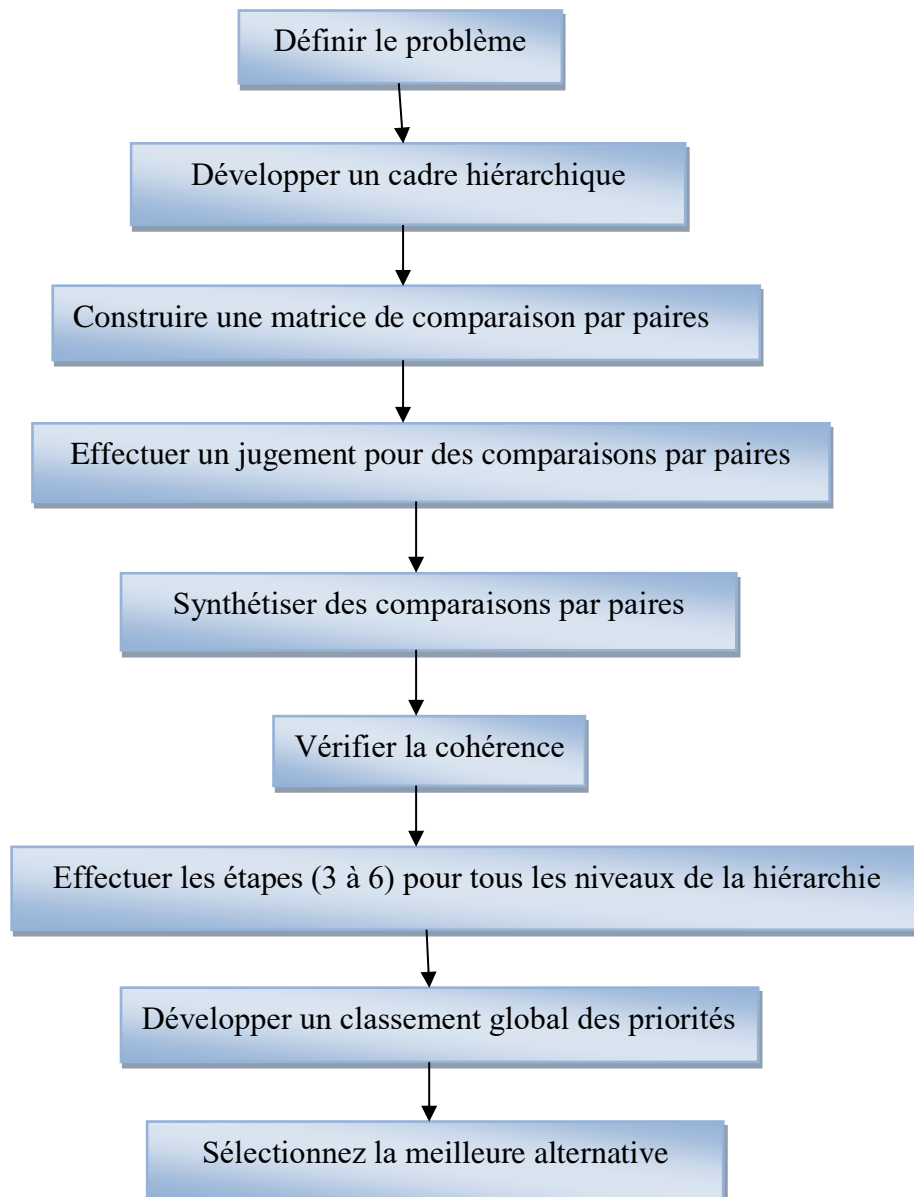 Définir le problème
Développer un cadre hiérarchique
Construire une matrice de comparaison par paires
Effectuer un jugement pour des comparaisons par paires
Synthétiser des comparaisons par paires
Vérifier la cohérence
Effectuer les étapes (3 à 6) pour tous les niveaux de la hiérarchie
Développer un classement global des priorités
Sélectionnez la meilleure alternative